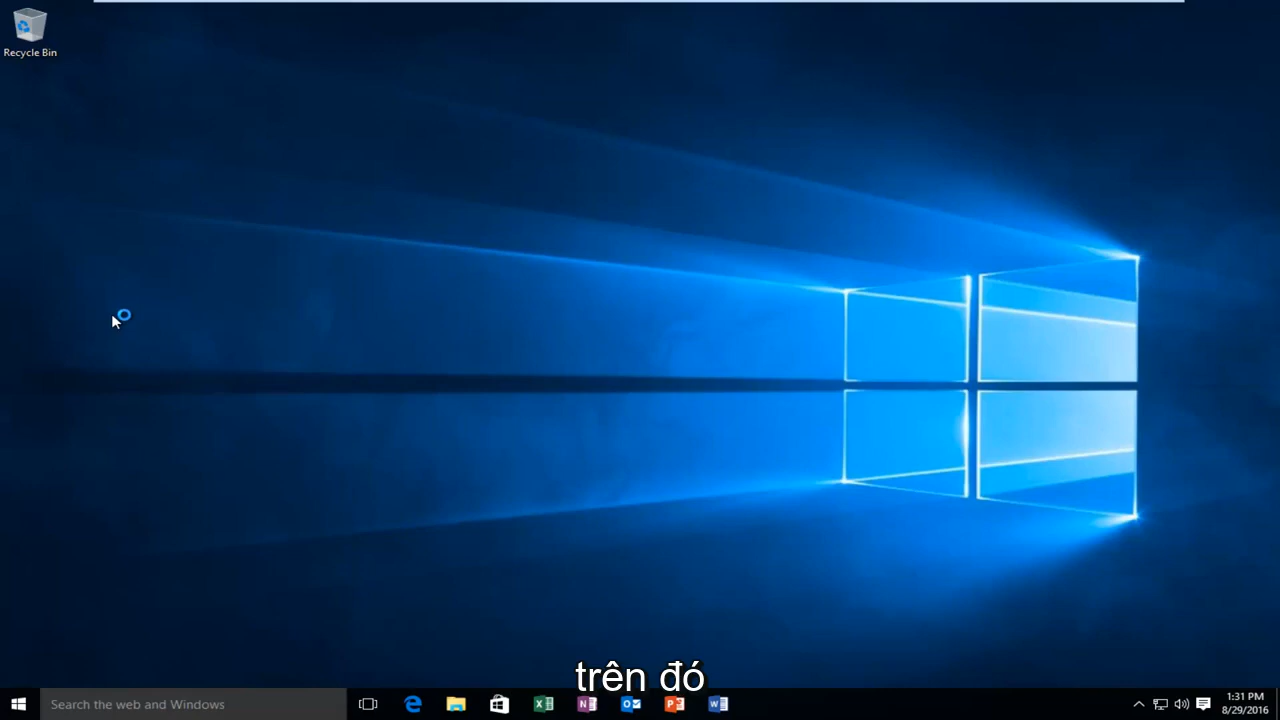 Recycle Bin
trên đó
Search the web and Windows
1:31 PM
8/29/2016